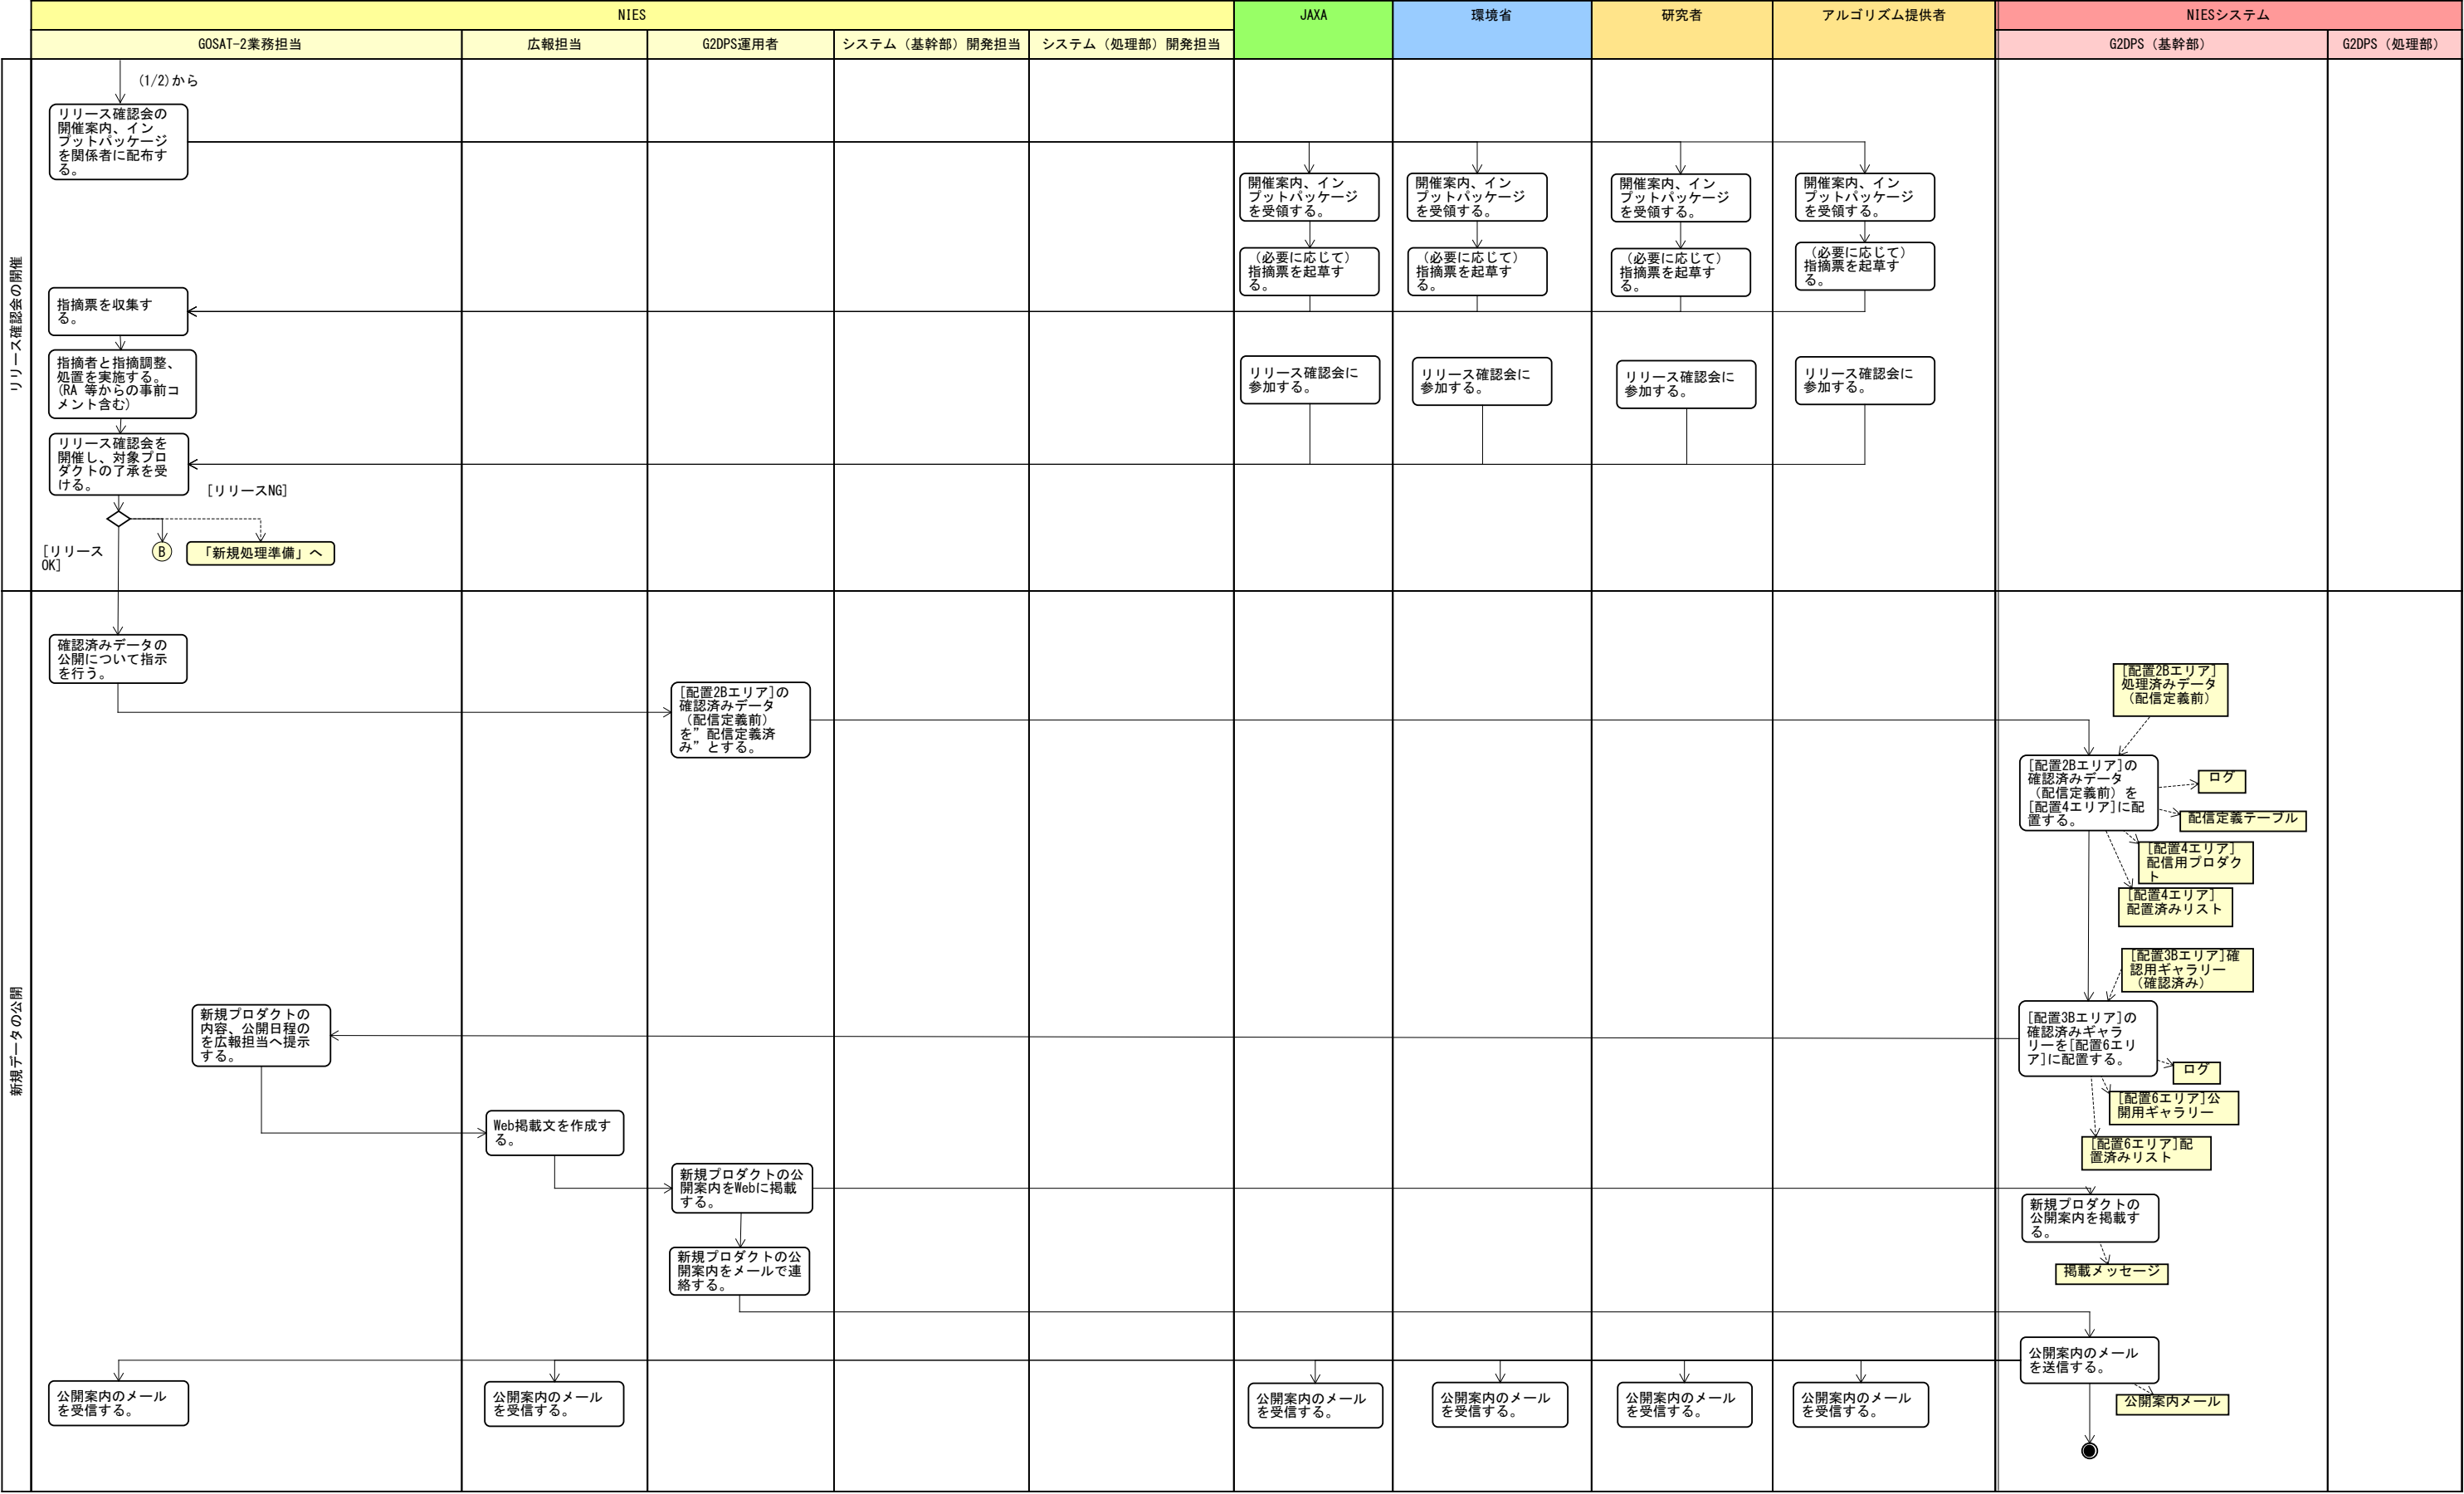 NIES
JAXA
環境省
研究者
アルゴリズム提供者
NIESシステム
GOSAT-2業務担当
広報担当
G2DPS運用者
システム（基幹部）開発担当
システム（処理部）開発担当
G2DPS（基幹部）
G2DPS（処理部）
リリース確認会の開催
(1/2)から
リリース確認会の
開催案内、イン
プットパッケージ
を関係者に配布す
る。
開催案内、イン
プットパッケージ
を受領する。
開催案内、イン
プットパッケージ
を受領する。
開催案内、イン
プットパッケージ
を受領する。
開催案内、イン
プットパッケージ
を受領する。
（必要に応じて）
指摘票を起草す
る。
（必要に応じて）
指摘票を起草す
る。
（必要に応じて）
指摘票を起草す
る。
（必要に応じて）
指摘票を起草す
る。
指摘票を収集す
る。
指摘者と指摘調整、
処置を実施する。
(RA 等からの事前コ
メント含む)
リリース確認会に
参加する。
リリース確認会に
参加する。
リリース確認会に
参加する。
リリース確認会に
参加する。
リリース確認会を
開催し、対象プロ
ダクトの了承を受
ける。
[リリースNG]
[リリース
OK]
B
「新規処理準備」へ
新規データの公開
確認済みデータの
公開について指示
を行う。
[配置2Bエリア]の
確認済みデータ
（配信定義前）
を”配信定義済
み”とする。
[配置2Bエリア]
処理済みデータ
（配信定義前）
[配置2Bエリア]の
確認済みデータ
（配信定義前）を
[配置4エリア]に配
置する。
ログ
配信定義テーブル
[配置4エリア]
配信用プロダク
ト
[配置4エリア]
配置済みリスト
[配置3Bエリア]確
認用ギャラリー
（確認済み）
新規プロダクトの
内容、公開日程の
を広報担当へ提示
する。
[配置3Bエリア]の
確認済みギャラ
リーを[配置6エリ
ア]に配置する。
ログ
[配置6エリア]公
開用ギャラリー
[配置6エリア]配
置済みリスト
Web掲載文を作成す
る。
新規プロダクトの公
開案内をWebに掲載
する。
新規プロダクトの
公開案内を掲載す
る。
掲載メッセージ
新規プロダクトの公
開案内をメールで連
絡する。
公開案内のメール
を送信する。
公開案内メール
公開案内のメール
を受信する。
公開案内のメール
を受信する。
公開案内のメール
を受信する。
公開案内のメール
を受信する。
公開案内のメール
を受信する。
公開案内のメール
を受信する。